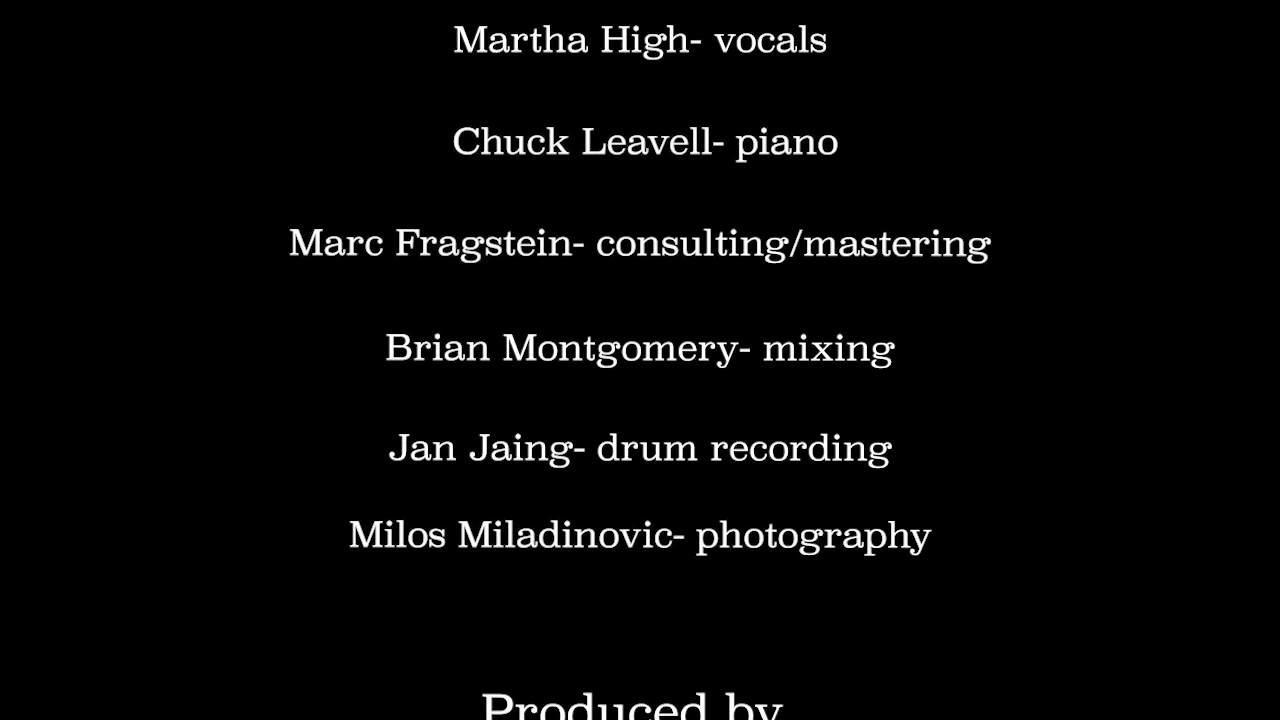 Martha High- vocals
Chuck Leavell- piano
Marc Fragstein- consulting/mastering
Brian Montgomery- mixing
Jan Jaing- drum recording
Milos Miladinovic- photography
Produced by